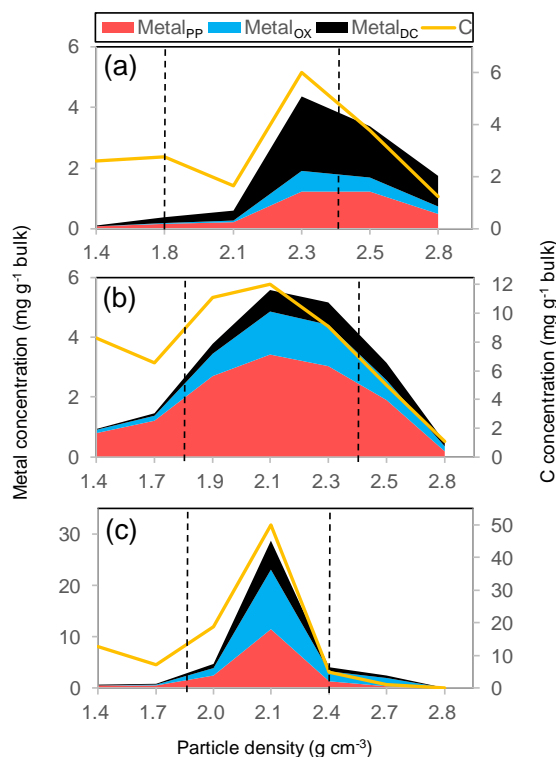 Metal_PP Metal_OX Metal_DC C
(a)
6
4
2
0
6
4
2
0
1.4 1.8 2.1 2.3 2.5 2.8
(b)
6
4
2
0
12
10
8
6
4
2
0
1.4 1.7 1.9 2.1 2.3 2.5 2.8
(c)
30
20
10
0
50
40
30
20
10
0
1.4 1.7 2.0 2.1 2.4 2.7 2.8
Metal concentration (mg g⁻¹ bulk)
C concentration (mg g⁻¹ bulk)
Particle density (g cm⁻³)